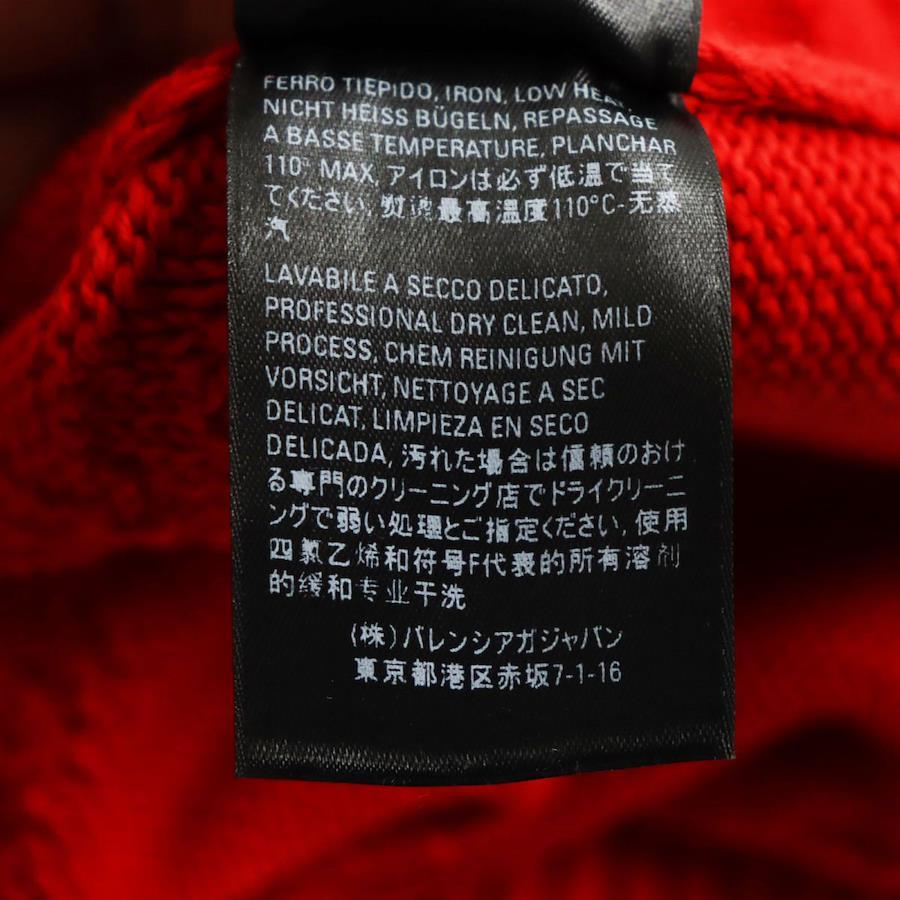 FERRO TIEPIDO, IRON, LOW HEAT,
NICHT HEISS BÜGELN, REPASSAGE
A BASSE TEMPERATURE, PLANCHAR
110° MAX, アイロンは必ず低温で当て
てください, 熨烫最高温度110°C-无蒸
汽
LAVABILE A SECCO DELICATO,
PROFESSIONAL DRY CLEAN, MILD
PROCESS, CHEM REINIGUNG MIT
VORSICHT, NETTOYAGE A SEC
DELICAT, LIMPIEZA EN SECO
DELICADA, 汚れた場合は信頼のおけ
る専門のクリーニング店でドライクリーニ
ングで弱い処理とご指定ください, 使用
四氯乙烯和符号F代表的所有溶剂
的缓和专业干洗
(株)バレンシアガジャパン
東京都港区赤坂7-1-16